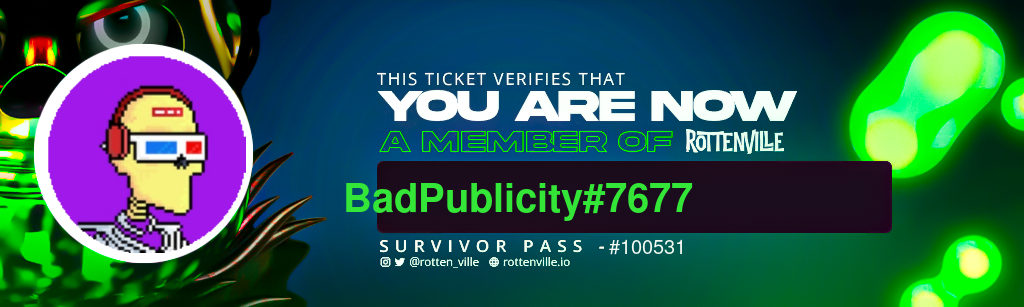 THIS TICKET VERIFIES THAT
YOU ARE NOW
A MEMBER OF ROTTENVILLE
BadPublicity#7677
SURVIVOR PASS - #100531
@rotten_ville rottenville.io